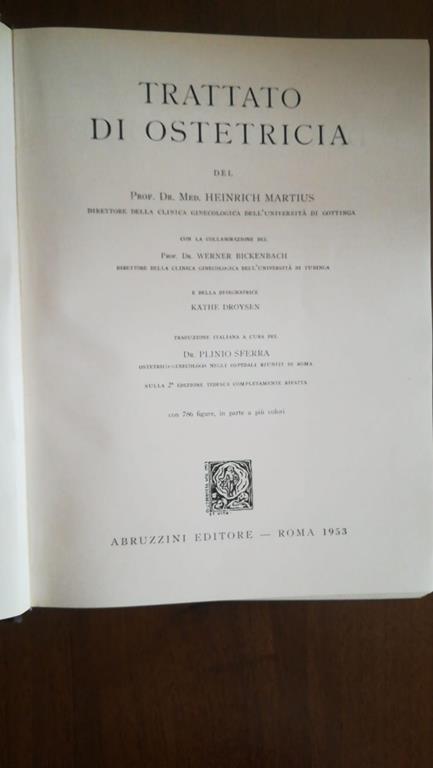 TRATTATO
DI OSTETRICIA
DEL
PROF. DR. MED. HEINRICH MARTIUS
DIRETTORE DELLA CLINICA GINECOLOGICA DELL'UNIVERSITÀ DI GOTTINGA
CON LA COLLABORAZIONE DEL
PROF. DR. WERNER BICKENBACH
DIRETTORE DELLA CLINICA GINECOLOGICA DELL'UNIVERSITÀ DI TUBINGA
E DELLA DISEGNATRICE
KÄTHE DROYSEN
TRADUZIONE ITALIANA A CURA DEL
DR. PLINIO SFERRA
OSTETRICO-GINECOLOGO NEGLI OSPEDALI RIUNITI DI ROMA
SULLA 2ª EDIZIONE TEDESCA COMPLETAMENTE RIFATTA
con 786 figure, in parte a più colori
ABRUZZINI EDITORE — ROMA 1953